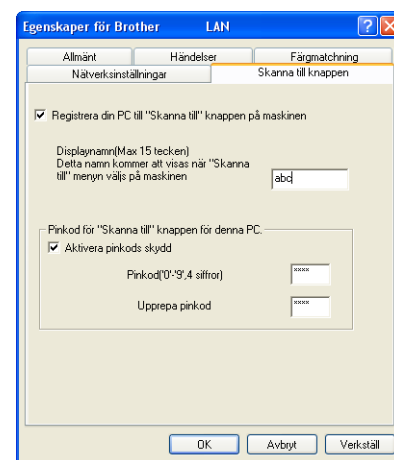 Egenskaper för Brother LAN
Allmänt Händelser Färgmatchning
Nätverksinställningar Skanna till knappen
Registrera din PC till "Skanna till" knappen på maskinen
Displaynamn(Max 15 tecken)
Detta namn kommer att visas när "Skanna
till" menyn väljs på maskinen
abc
Pinkod för "Skanna till" knappen för denna PC.
Aktivera pinkods skydd
Pinkod('0'-'9',4 siffror) ××××
Upprepa pinkod ××××
OK Avbryt Verkställ